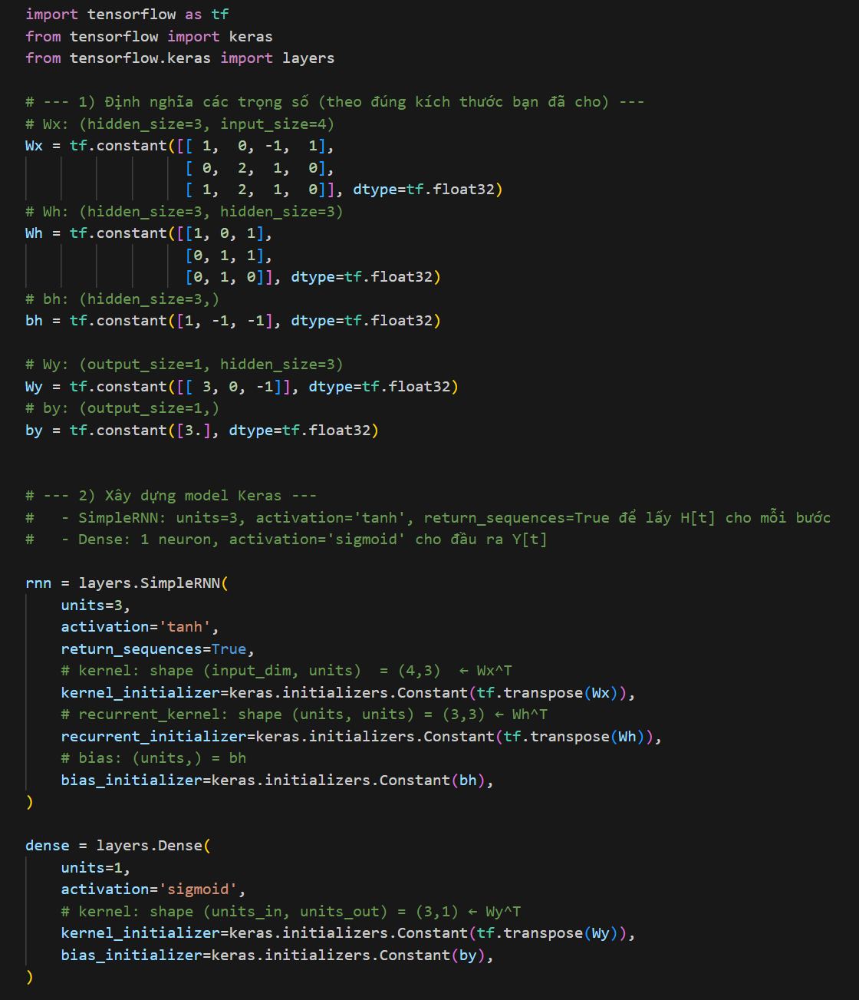 import tensorflow as tf
from tensorflow import keras
from tensorflow.keras import layers
# --- 1) Định nghĩa các trọng số (theo đúng kích thước bạn đã cho) ---
# Wx: (hidden_size=3, input_size=4)
Wx = tf.constant([[ 1,  0, -1,  1],
                  [ 0,  2,  1,  0],
                  [ 1,  2,  1,  0]], dtype=tf.float32)
# Wh: (hidden_size=3, hidden_size=3)
Wh = tf.constant([[1, 0, 1],
                  [0, 1, 1],
                  [0, 1, 0]], dtype=tf.float32)
# bh: (hidden_size=3,)
bh = tf.constant([1, -1, -1], dtype=tf.float32)
# Wy: (output_size=1, hidden_size=3)
Wy = tf.constant([[ 3, 0, -1]], dtype=tf.float32)
# by: (output_size=1,)
by = tf.constant([3.], dtype=tf.float32)
# --- 2) Xây dựng model Keras ---
#   - SimpleRNN: units=3, activation='tanh', return_sequences=True để lấy H[t] cho mỗi bước
#   - Dense: 1 neuron, activation='sigmoid' cho đầu ra Y[t]
rnn = layers.SimpleRNN(
    units=3,
    activation='tanh',
    return_sequences=True,
    # kernel: shape (input_dim, units)  = (4,3)  ← Wx^T
    kernel_initializer=keras.initializers.Constant(tf.transpose(Wx)),
    # recurrent_kernel: shape (units, units) = (3,3) ← Wh^T
    recurrent_initializer=keras.initializers.Constant(tf.transpose(Wh)),
    # bias: (units,) = bh
    bias_initializer=keras.initializers.Constant(bh),
)
dense = layers.Dense(
    units=1,
    activation='sigmoid',
    # kernel: shape (units_in, units_out) = (3,1) ← Wy^T
    kernel_initializer=keras.initializers.Constant(tf.transpose(Wy)),
    bias_initializer=keras.initializers.Constant(by),
)